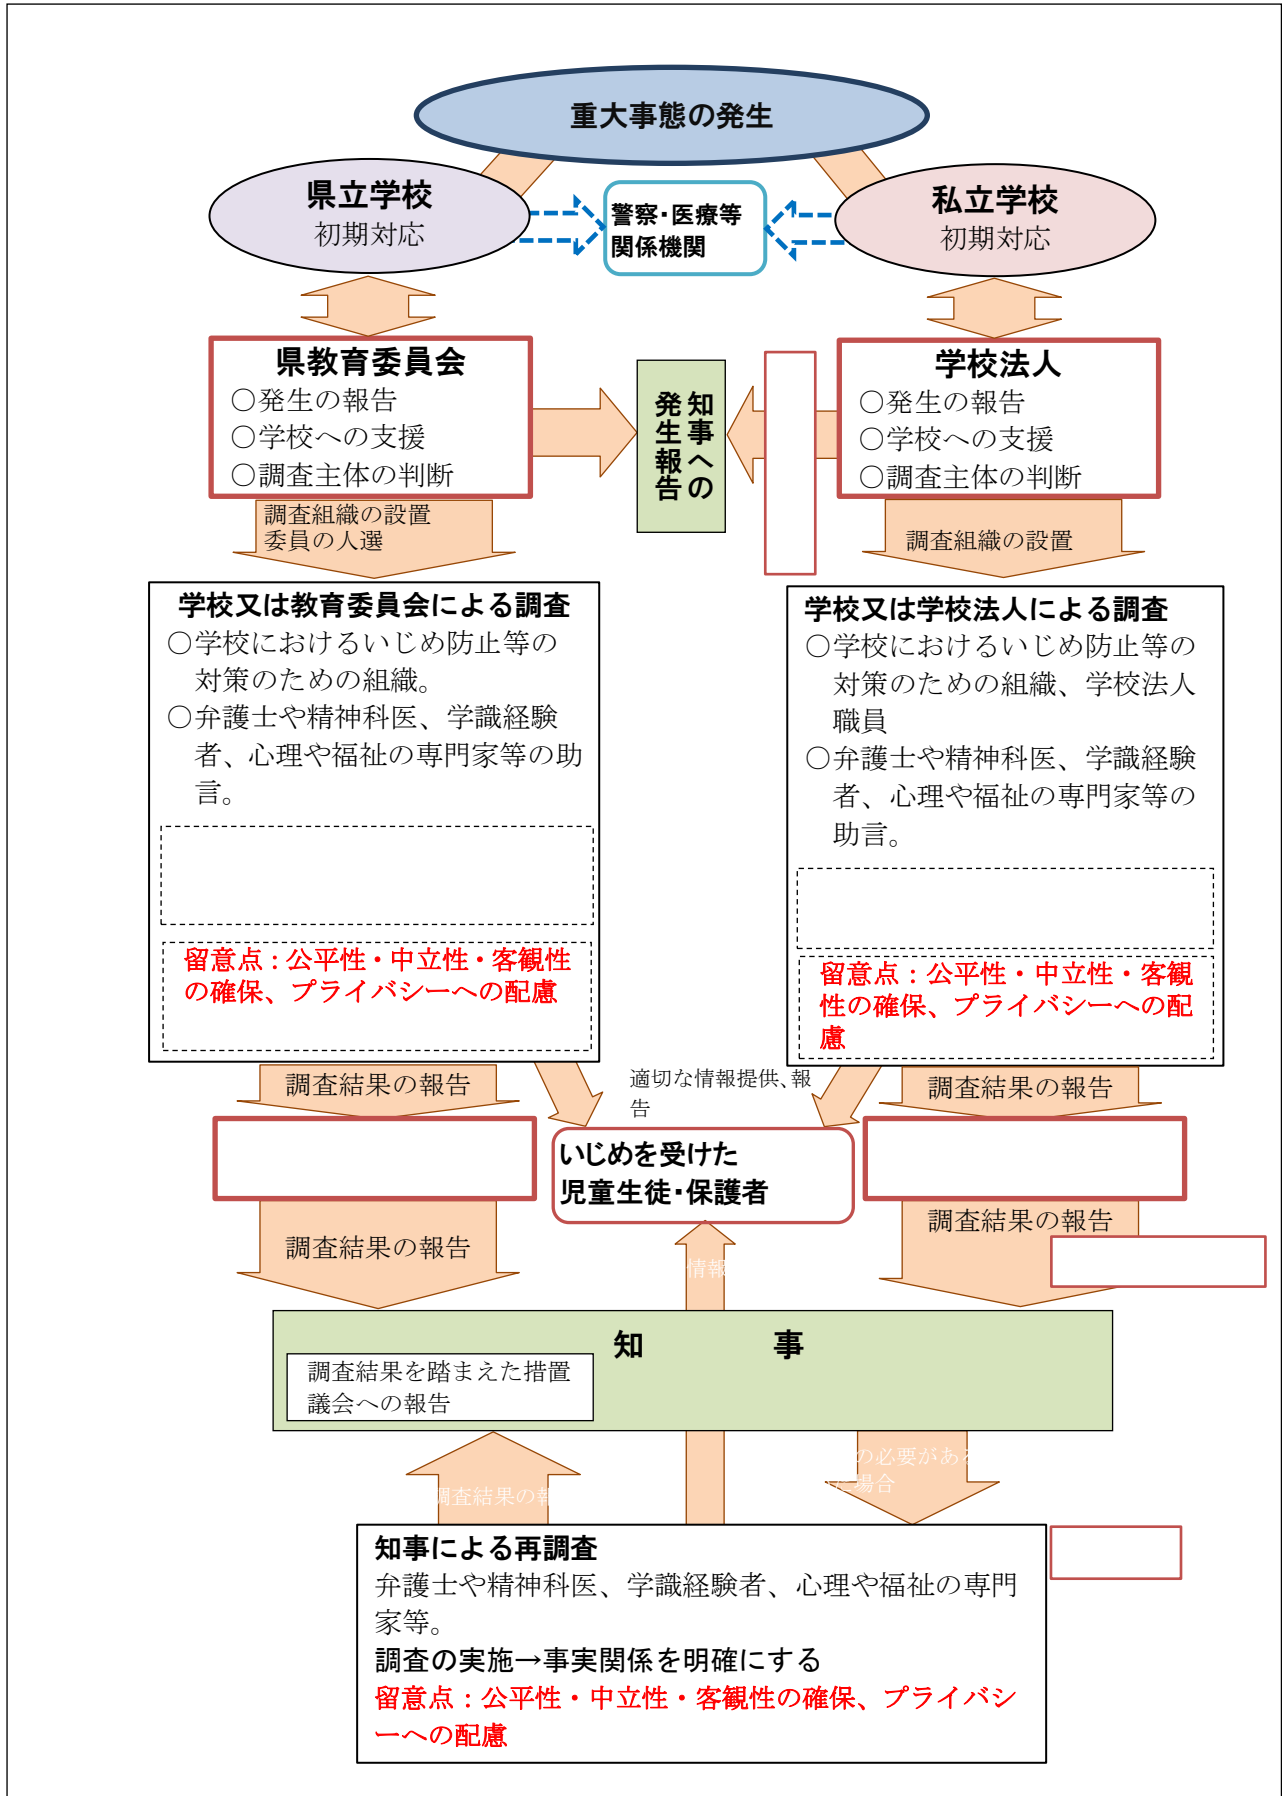 重大事態の発生
県立学校
初期対応
警察・医療等
関係機関
私立学校
初期対応
県教育委員会
○発生の報告
○学校への支援
○調査主体の判断
知事への
発生報告
学校法人
○発生の報告
○学校への支援
○調査主体の判断
調査組織の設置
委員の人選
調査組織の設置
学校又は教育委員会による調査
○学校におけるいじめ防止等の
対策のための組織。
○弁護士や精神科医、学識経験
者、心理や福祉の専門家等の助
言。
留意点：公平性・中立性・客観性
の確保、プライバシーへの配慮
学校又は学校法人による調査
○学校におけるいじめ防止等の
対策のための組織、学校法人
職員
○弁護士や精神科医、学識経験
者、心理や福祉の専門家等の
助言。
留意点：公平性・中立性・客観
性の確保、プライバシーへの配
慮
調査結果の報告
適切な情報提供、報
告
調査結果の報告
いじめを受けた
児童生徒・保護者
調査結果の報告
調査結果の報告
情報
知　　　事
調査結果を踏まえた措置
議会への報告
調査結果の報
の必要がある
場合
知事による再調査
弁護士や精神科医、学識経験者、心理や福祉の専門
家等。
調査の実施→事実関係を明確にする
留意点：公平性・中立性・客観性の確保、プライバシ
ーへの配慮